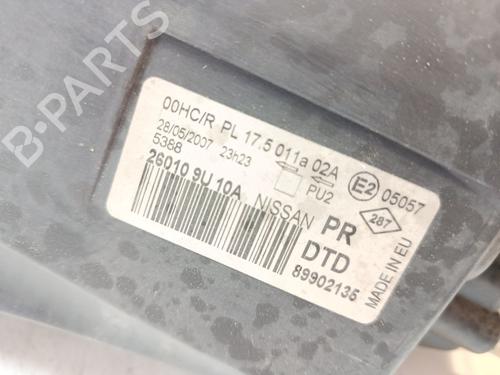 00HC/R PL 17.5 011a 02A
28/05/2007 23h23
5388
PU2
E2 05057
26010 9U 10A NISSAN PR
287
DTD
89902135
MADE IN EU
B-PARTS